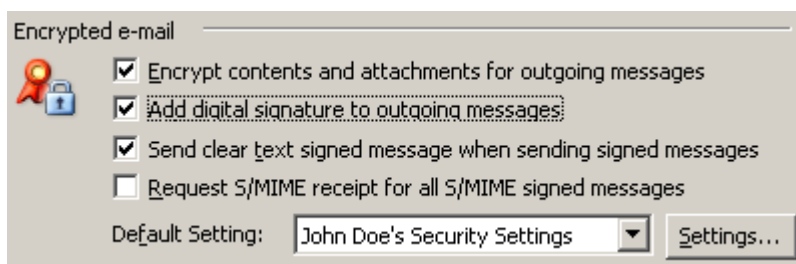 Encrypted e-mail
Encrypt contents and attachments for outgoing messages
Add digital signature to outgoing messages
Send clear text signed message when sending signed messages
Request S/MIME receipt for all S/MIME signed messages
Default Setting: John Doe's Security Settings Settings...